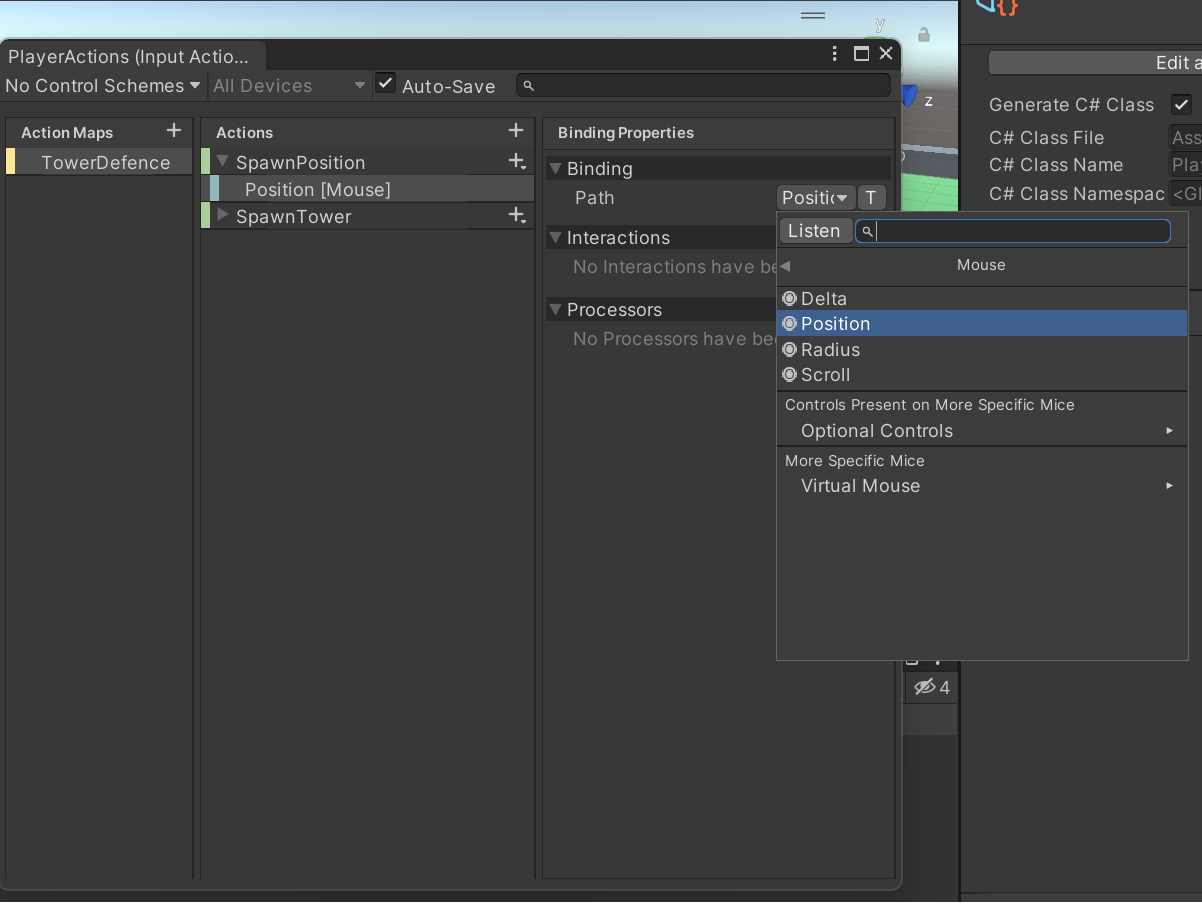 y
z
PlayerActions (Input Actio...
No Control Schemes
All Devices
Auto-Save
Action Maps
TowerDefence
Actions
SpawnPosition
Position [Mouse]
SpawnTower
Binding Properties
Binding
Path
Positic
T
Interactions
No Interactions have be
Processors
No Processors have bee
Listen
Mouse
Delta
Position
Radius
Scroll
Controls Present on More Specific Mice
Optional Controls
More Specific Mice
Virtual Mouse
4
Edit a
Generate C# Class
C# Class File
Ass
C# Class Name
Play
C# Class Namespac
<Gl